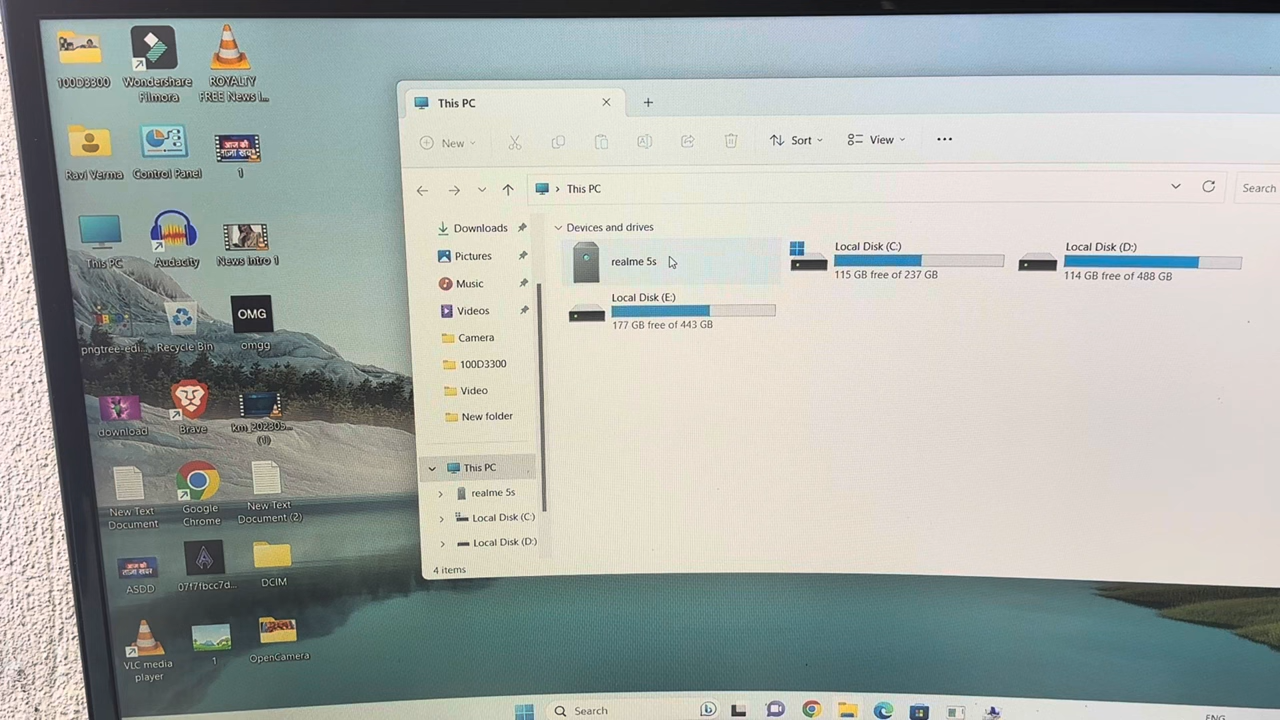 100D3300
Wondershare
Filmora
ROYALTY
FREE News I...
Ravi Verma
Control Panel
आज की
ताज़ा खबर
1
This PC
Audacity
News Intro 1
pngtree-edi...
Recycle Bin
OMG
omgg
download
Brave
km_202305...
(1)
New Text
Document
Google
Chrome
New Text
Document (2)
आज की
ताज़ा खबर
ASDD
07f7fbcc7d...
DCIM
VLC media
player
1
OpenCamera
This PC
New
Sort
View
This PC
Search
Downloads
Pictures
Music
Videos
Camera
100D3300
Video
New folder
This PC
realme 5s
Local Disk (C:)
Local Disk (D:)
4 items
Devices and drives
realme 5s
Local Disk (C:)
115 GB free of 237 GB
Local Disk (D:)
114 GB free of 488 GB
Local Disk (E:)
177 GB free of 443 GB
Search
ENG